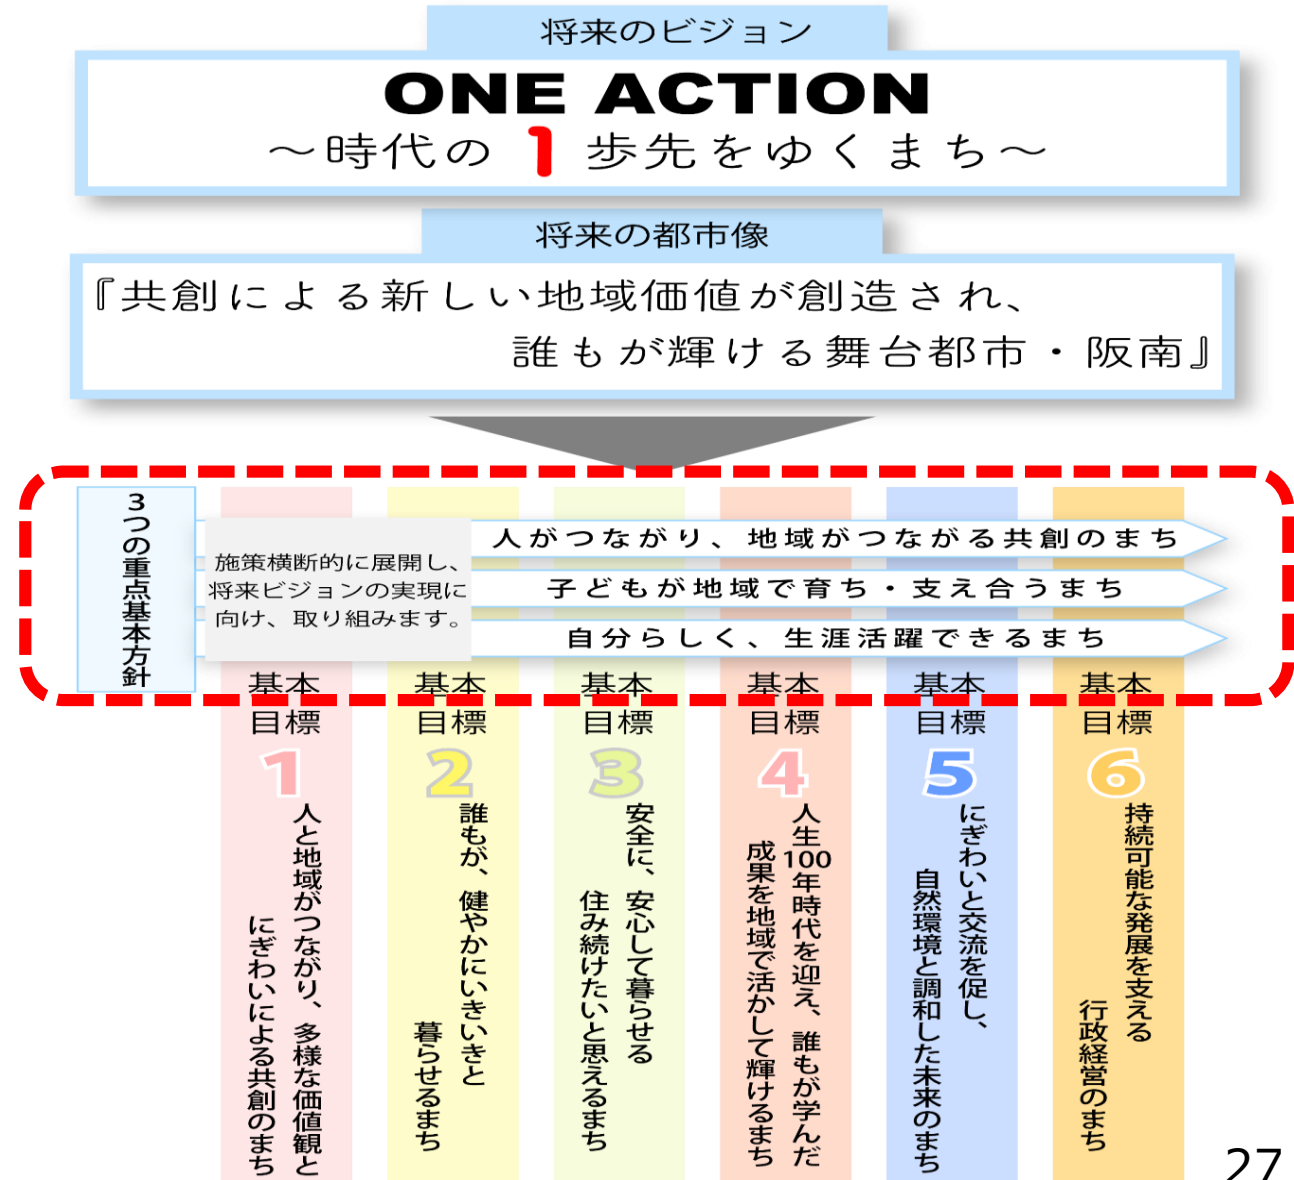 将来のビジョン
ONE ACTION
～時代の1歩先をゆくまち～
将来の都市像
『共創による新しい地域価値が創造され、
誰もが輝ける舞台都市・阪南』
3つの重点基本方針
施策横断的に展開し、
将来ビジョンの実現に
向け、取り組みます。
人がつながり、地域がつながる共創のまち
子どもが地域で育ち・支え合うまち
自分らしく、生涯活躍できるまち
基本
目標
1
人と地域がつながり、多様な価値観と
にぎわいによる共創のまち
基本
目標
2
誰もが、健やかにいきいきと
暮らせるまち
基本
目標
3
安全に、安心して暮らせる
住み続けたいと思えるまち
基本
目標
4
人生100年時代を迎え、誰もが学んだ
成果を地域で活かして輝けるまち
基本
目標
5
にぎわいと交流を促し、
自然環境と調和した未来のまち
基本
目標
6
持続可能な発展を支える
行政経営のまち
27